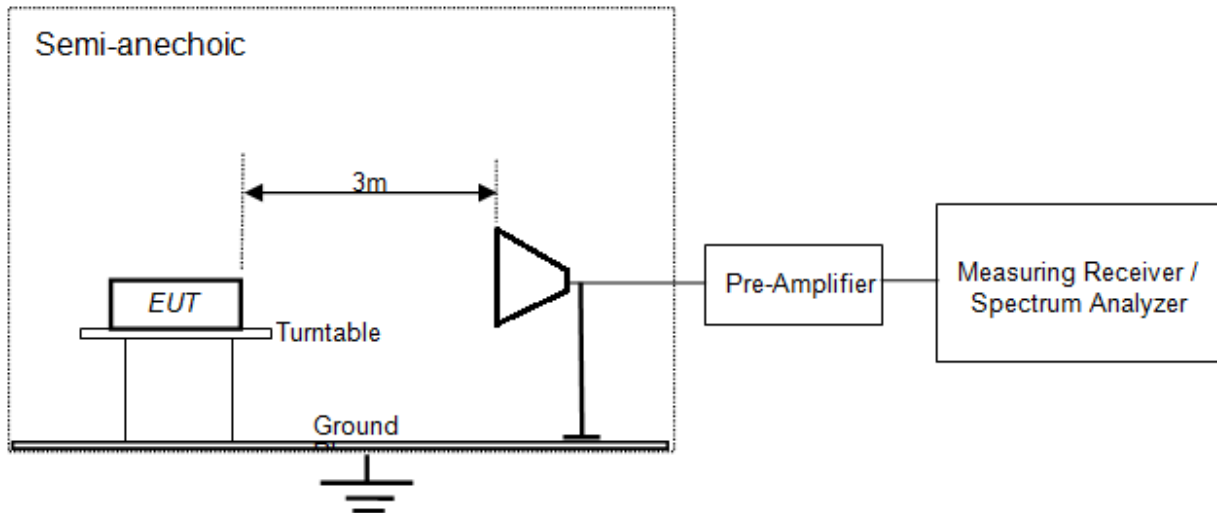 Semi-anechoic
3m
EUT
Turntable
Pre-Amplifier
Measuring Receiver /
Spectrum Analyzer
Ground